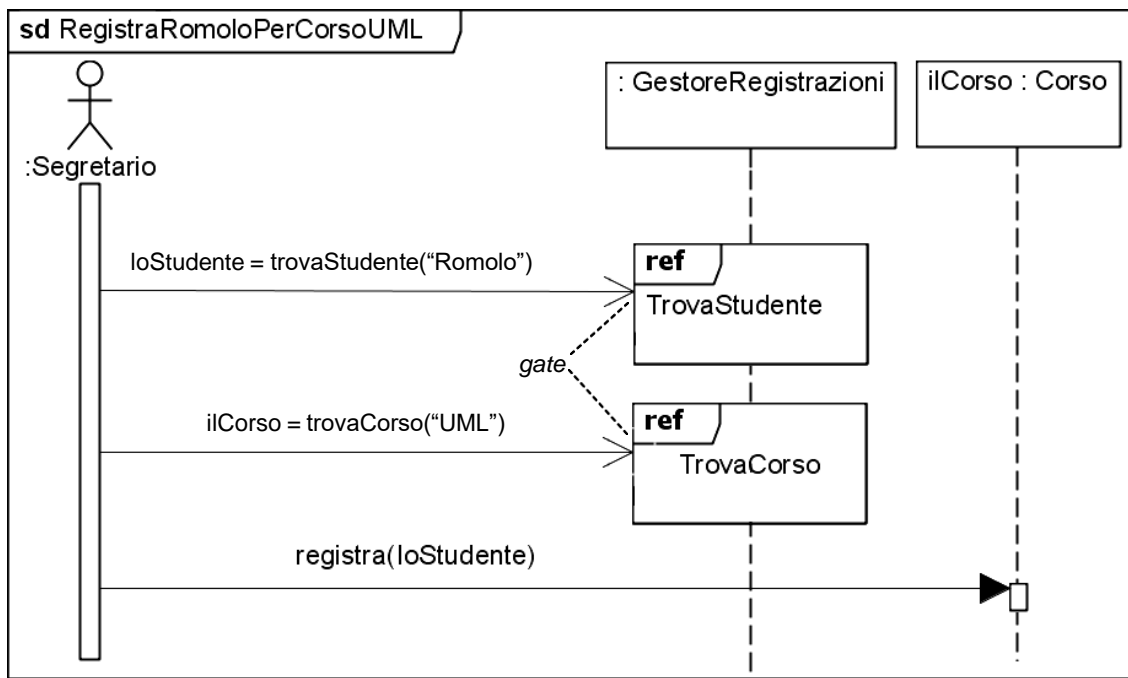 sd RegistraRomoloPerCorsoUML
: GestoreRegistrazioni
ilCorso : Corso
:Segretario
loStudente = trovaStudente(“Romolo”)
ref
TrovaStudente
gate
ilCorso = trovaCorso(“UML”)
ref
TrovaCorso
registra(loStudente)